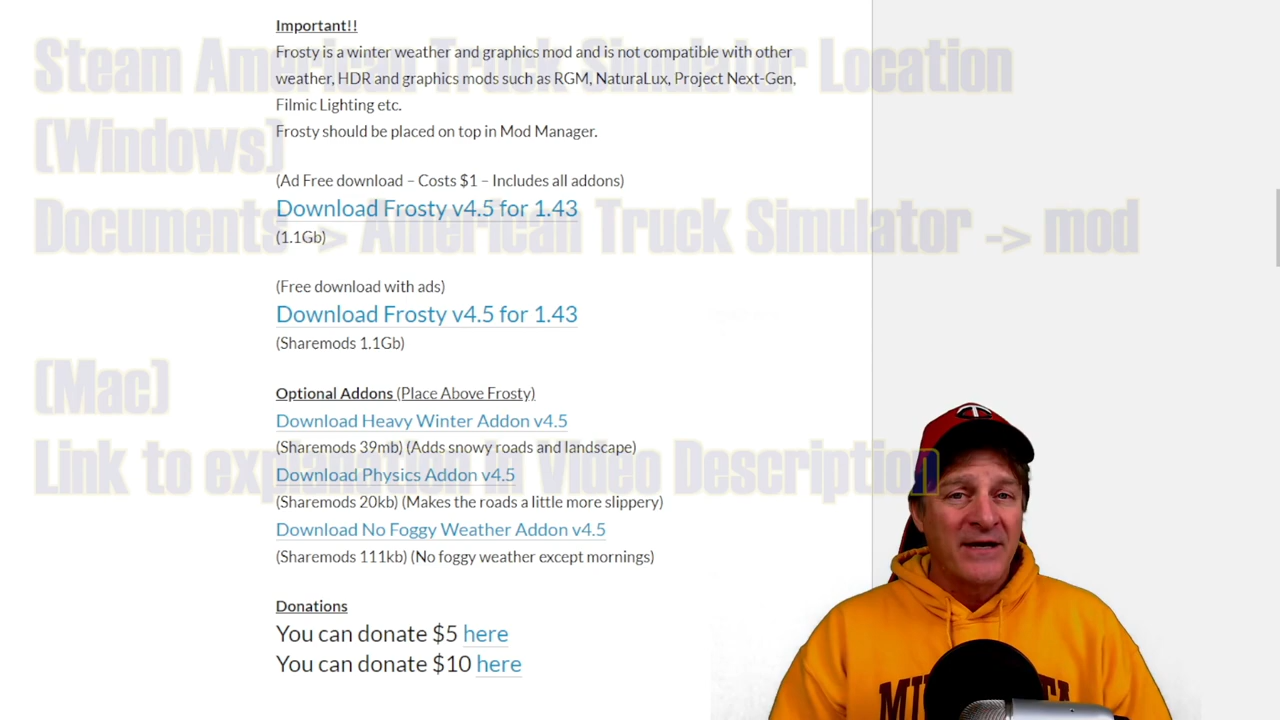 Important!!
Frosty is a winter weather and graphics mod and is not compatible with other
weather, HDR and graphics mods such as RGM, NaturaLux, Project Next-Gen,
Filmic Lighting etc.
Frosty should be placed on top in Mod Manager.
(Ad Free download – Costs $1 – Includes all addons)
Download Frosty v4.5 for 1.43
(1.1Gb)
(Free download with ads)
Download Frosty v4.5 for 1.43
(Sharemods 1.1Gb)
Optional Addons (Place Above Frosty)
Download Heavy Winter Addon v4.5
(Sharemods 39mb) (Adds snowy roads and landscape)
Download Physics Addon v4.5
(Sharemods 20kb) (Makes the roads a little more slippery)
Download No Foggy Weather Addon v4.5
(Sharemods 111kb) (No foggy weather except mornings)
Donations
You can donate $5 here
You can donate $10 here
Steam American Truck Simulator Location
(Windows)
Documents -> American Truck Simulator -> mod
(Mac)
Link to explanation in Video Description
T